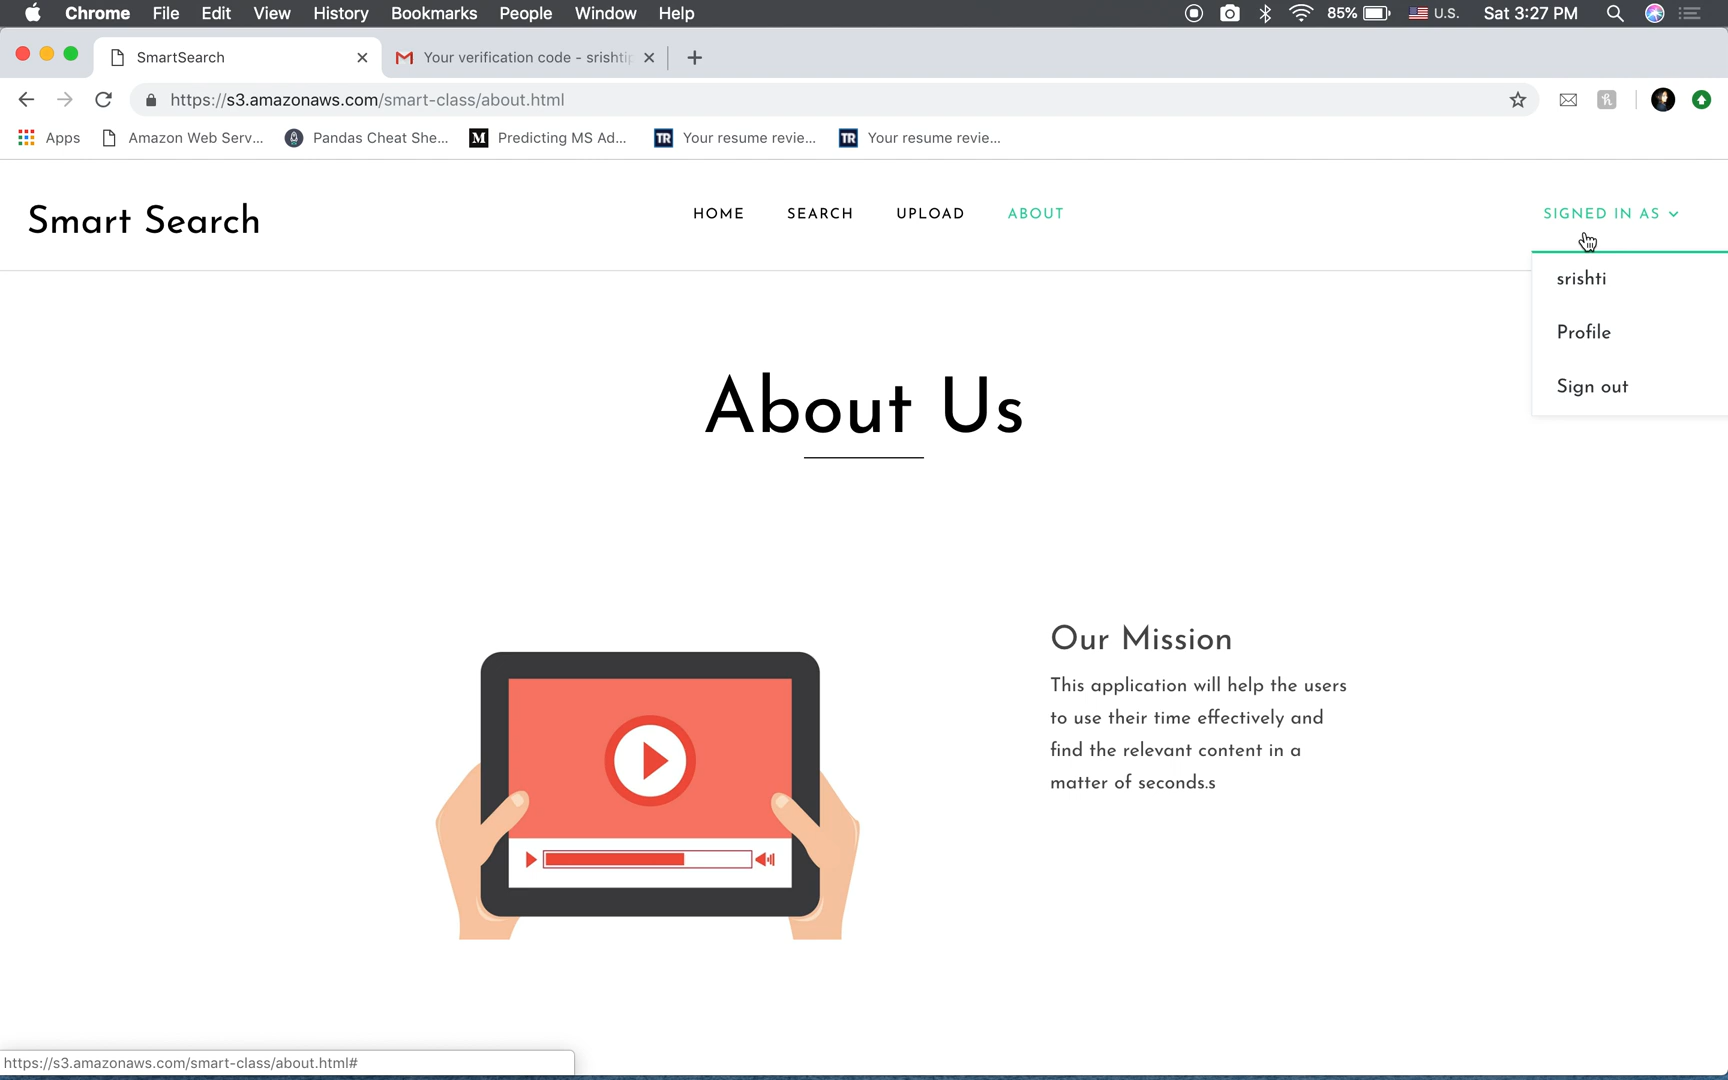 Chrome File Edit View History Bookmarks People Window Help 85% U.S. Sat 3:27 PM
SmartSearch Your verification code - srishti
https://s3.amazonaws.com/smart-class/about.html
Apps Amazon Web Serv... Pandas Cheat She... M Predicting MS Ad... TR Your resume revie... TR Your resume revie...
Smart Search HOME SEARCH UPLOAD ABOUT SIGNED IN AS
srishti
Profile
Sign out
About Us
Our Mission
This application will help the users
to use their time effectively and
find the relevant content in a
matter of seconds.s
https://s3.amazonaws.com/smart-class/about.html#